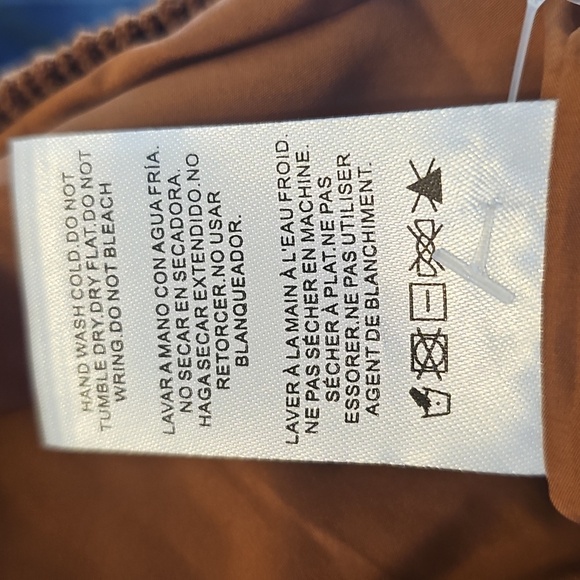 HAND WASH COLD.DO NOT
TUMBLE DRY.DRY FLAT.DO NOT
WRING.DO NOT BLEACH
LAVAR A MANO CON AGUA FRÍA.
NO SECAR EN SECADORA.
HAGA SECAR EXTENDIDO.NO
RETORCER.NO USAR
BLANQUEADOR.
LAVER À LA MAIN À L'EAU FROID.
NE PAS SÉCHER EN MACHINE.
SÉCHER À PLAT.NE PAS
ESSORER.NE PAS UTILISER
AGENT DE BLANCHIMENT.